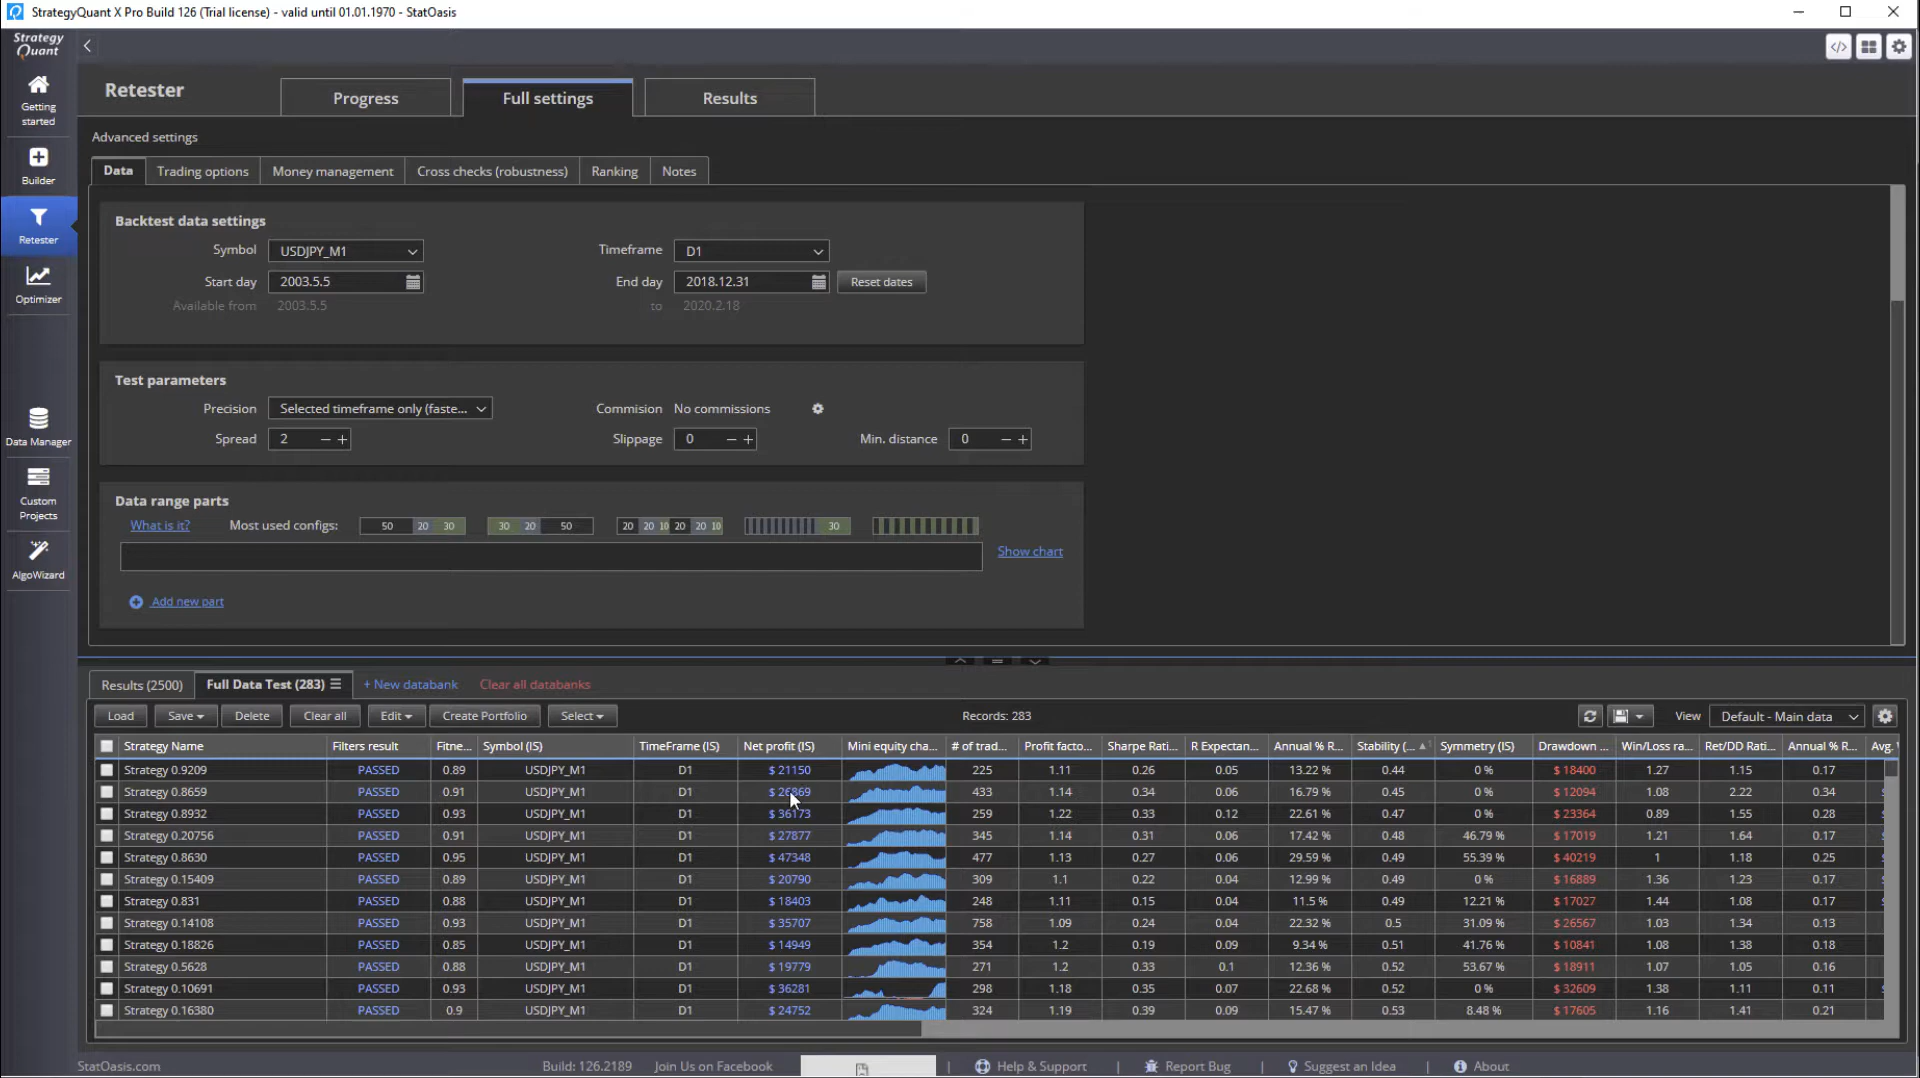 StrategyQuant X Pro Build 126 (Trial license) - valid until 01.01.1970 - StatOasis
Strategy
Quant
Getting
started
Builder
Retester
Optimizer
Data Manager
Custom
Projects
AlgoWizard
Retester
Progress
Full settings
Results
Advanced settings
Data
Trading options
Money management
Cross checks (robustness)
Ranking
Notes
Backtest data settings
Symbol USDJPY_M1 Timeframe D1
Start day 2003.5.5 End day 2018.12.31 Reset dates
Available from 2003.5.5 to 2020.2.18
Test parameters
Precision Selected timeframe only (faste... Commision No commissions
Spread 2 Slippage 0 Min. distance 0
Data range parts
What is it? Most used configs: 50 20 30 30 20 50 20 20 10 20 20 10 30
Show chart
Add new part
Results (2500) Full Data Test (283) + New databank Clear all databanks
Load Save Delete Clear all Edit Create Portfolio Select Records: 283 View Default - Main data
Strategy Name Filters result Fitne... Symbol (IS) TimeFrame (IS) Net profit (IS) Mini equity cha... # of trad... Profit facto... Sharpe Rati... R Expectan... Annual % R... Stability (... Symmetry (IS) Drawdown ... Win/Loss ra... Ret/DD Rati... Annual % R... Avg.
Strategy 0.9209 PASSED 0.89 USDJPY_M1 D1 $ 21150 225 1.11 0.26 0.05 13.22 % 0.44 0 % $ 18400 1.27 1.15 0.17
Strategy 0.8659 PASSED 0.91 USDJPY_M1 D1 $ 26869 433 1.14 0.34 0.06 16.79 % 0.45 0 % $ 12094 1.08 2.22 0.34
Strategy 0.8932 PASSED 0.93 USDJPY_M1 D1 $ 36173 259 1.22 0.33 0.12 22.61 % 0.47 0 % $ 23364 0.89 1.55 0.28
Strategy 0.20756 PASSED 0.91 USDJPY_M1 D1 $ 27877 345 1.14 0.31 0.06 17.42 % 0.48 46.79 % $ 17019 1.21 1.64 0.17
Strategy 0.8630 PASSED 0.95 USDJPY_M1 D1 $ 47348 477 1.13 0.27 0.06 29.59 % 0.49 55.39 % $ 40219 1 1.18 0.25
Strategy 0.15409 PASSED 0.89 USDJPY_M1 D1 $ 20790 309 1.1 0.22 0.04 12.99 % 0.49 0 % $ 16889 1.36 1.23 0.17
Strategy 0.831 PASSED 0.88 USDJPY_M1 D1 $ 18403 248 1.11 0.15 0.04 11.5 % 0.49 12.21 % $ 17027 1.44 1.08 0.17
Strategy 0.14108 PASSED 0.93 USDJPY_M1 D1 $ 35707 758 1.09 0.24 0.04 22.32 % 0.5 31.09 % $ 26567 1.03 1.34 0.13
Strategy 0.18826 PASSED 0.85 USDJPY_M1 D1 $ 14949 354 1.2 0.19 0.09 9.34 % 0.51 41.76 % $ 10841 1.08 1.38 0.18
Strategy 0.5628 PASSED 0.88 USDJPY_M1 D1 $ 19779 271 1.2 0.33 0.1 12.36 % 0.52 53.67 % $ 18911 1.07 1.05 0.16
Strategy 0.10691 PASSED 0.93 USDJPY_M1 D1 $ 36281 298 1.18 0.35 0.07 22.68 % 0.52 0 % $ 32609 1.38 1.11 0.11
Strategy 0.16380 PASSED 0.9 USDJPY_M1 D1 $ 24752 324 1.19 0.39 0.09 15.47 % 0.53 8.48 % $ 17605 1.16 1.41 0.21
StatOasis.com Build: 126.2189 Join Us on Facebook Help & Support Report Bug Suggest an Idea About